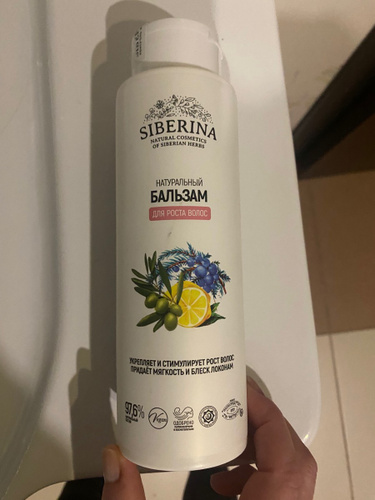 SIBERINA
NATURAL COSMETICS
OF SIBERIAN HERBS
НАТУРАЛЬНЫЙ
БАЛЬЗАМ
ДЛЯ РОСТА ВОЛОС
УКРЕПЛЯЕТ И СТИМУЛИРУЕТ РОСТ ВОЛОС
ПРИДАЁТ МЯГКОСТЬ И БЛЕСК ЛОКОНАМ
97,6%
Vegan
ОДОБРЕНО